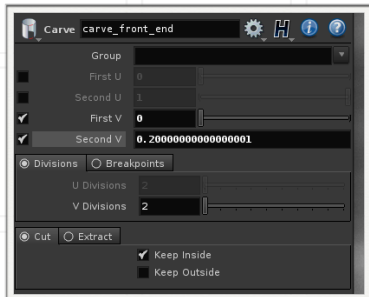 Carve carve_front_end
Group
First U 0
Second U 1
First V 0
Second V 0.20000000000000001
Divisions Breakpoints
U Divisions 2
V Divisions 2
Cut Extract
Keep Inside
Keep Outside